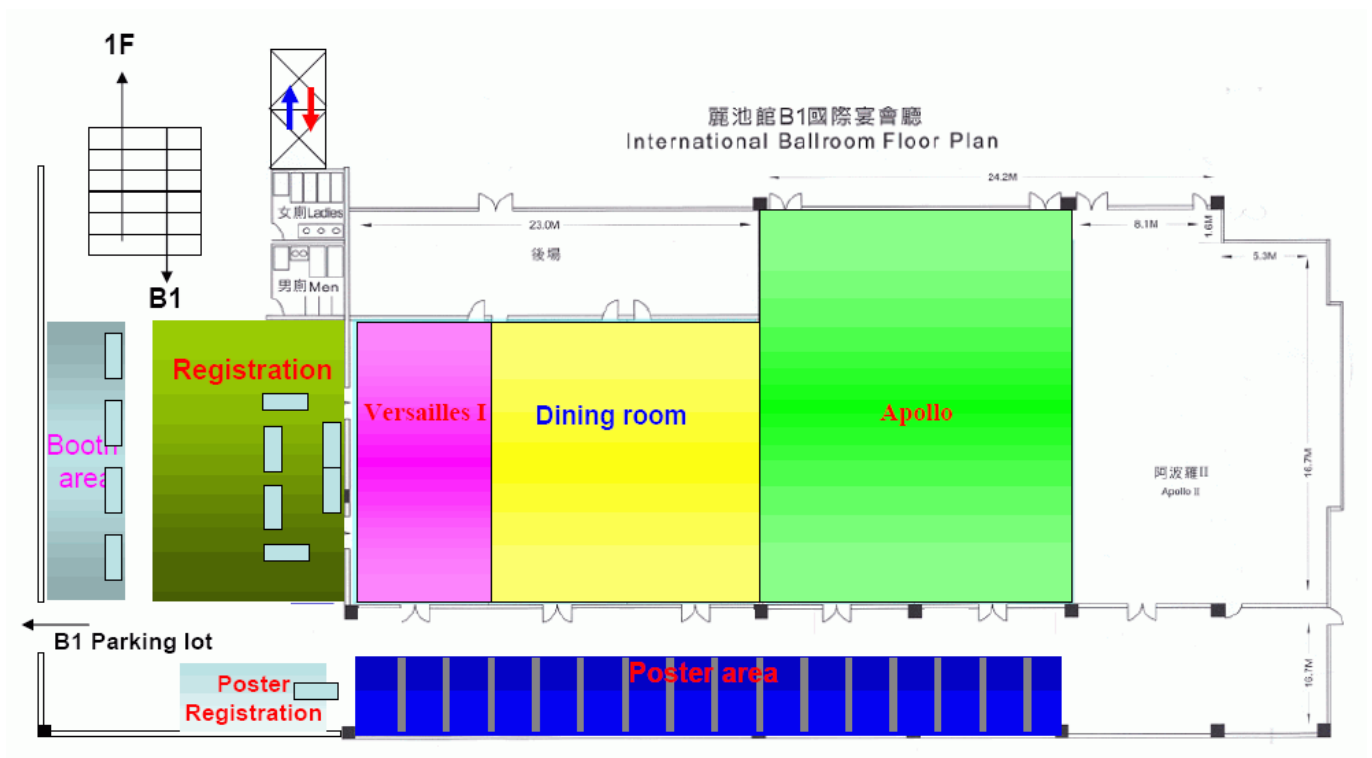 1F
麗池館B1國際宴會廳
International Ballroom Floor Plan
24.2M
女廁Ladies
23.0M
8.1M
1.6M
後場
5.3M
男廁Men
B1
Registration
Versailles I
Dining room
Apollo
Booth
area
16.7M
阿波羅II
Apollo II
B1 Parking lot
Poster area
Poster
Registration
16.7M